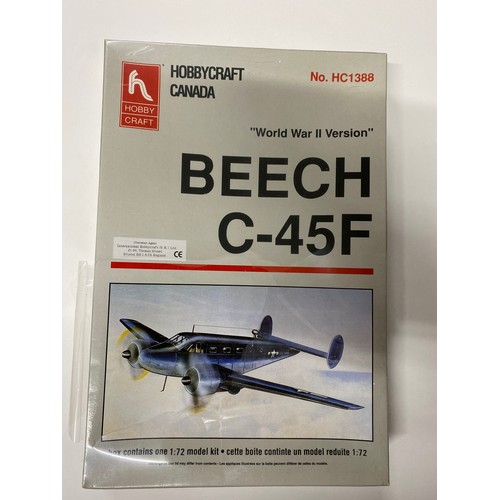 HOBBYCRAFT
CANADA
No. HC1388
HOBBY
CRAFT
"World War II Version"
BEECH
C-45F
CE
box contains one 1:72 model kit • cette boite continte un model reduite 1:72